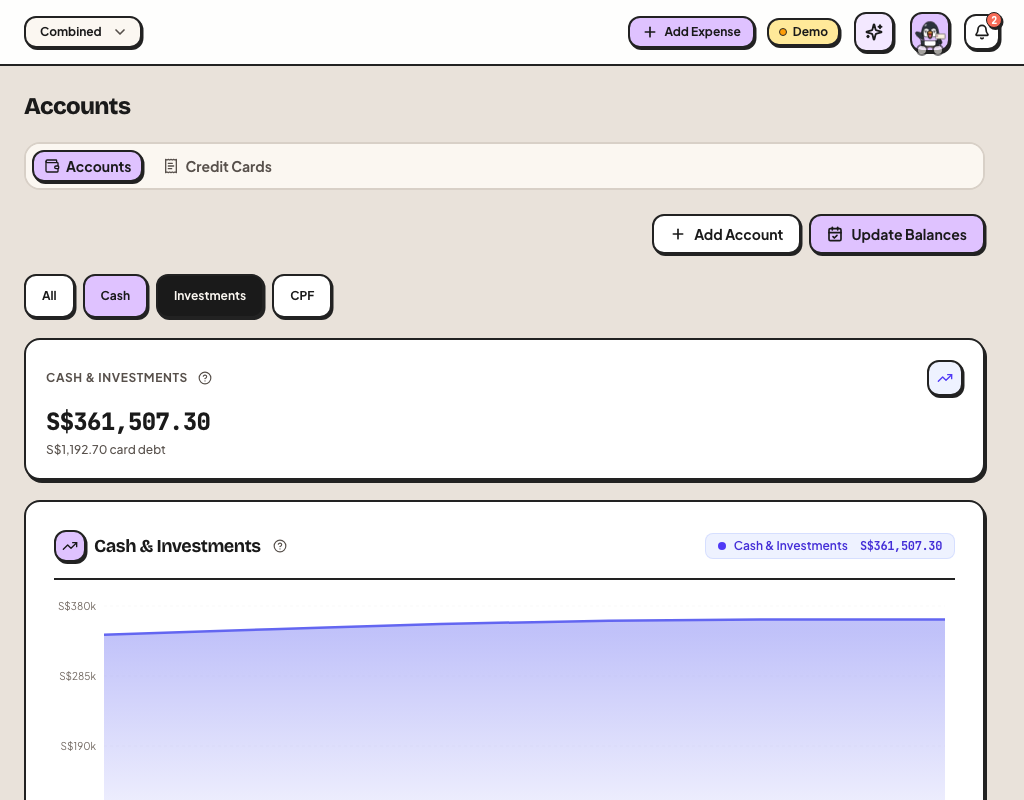 Combined
Add Expense
Demo
2
Accounts
Accounts
Credit Cards
Add Account
Update Balances
All
Cash
Investments
CPF
CASH & INVESTMENTS
S$361,507.30
S$1,192.70 card debt
Cash & Investments
Cash & Investments S$361,507.30
S$380k
S$285k
S$190k